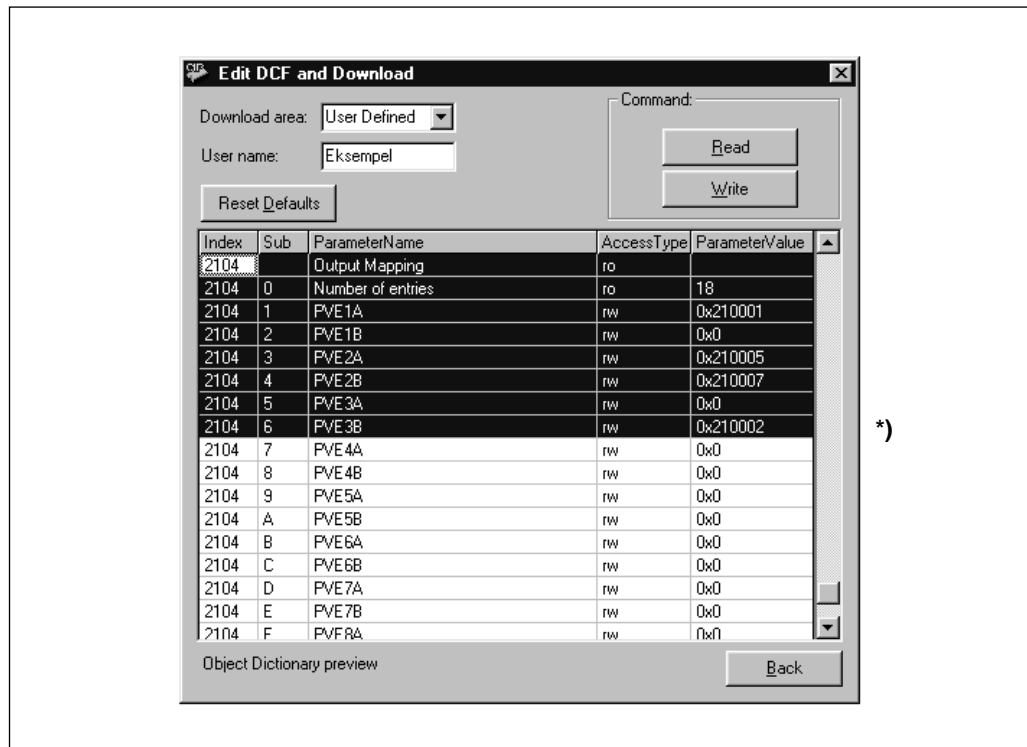 CIP Edit DCF and Download
Command:
Download area: User Defined
Read
User name: Eksempel
Write
Reset Defaults
Index Sub ParameterName AccessType ParameterValue
2104 Output Mapping ro
2104 0 Number of entries ro 18
2104 1 PVE1A rw 0x210001
2104 2 PVE1B rw 0x0
2104 3 PVE2A rw 0x210005
2104 4 PVE2B rw 0x210007
2104 5 PVE3A rw 0x0
2104 6 PVE3B rw 0x210002
*)
2104 7 PVE4A rw 0x0
2104 8 PVE4B rw 0x0
2104 9 PVE5A rw 0x0
2104 A PVE5B rw 0x0
2104 B PVE6A rw 0x0
2104 C PVE6B rw 0x0
2104 D PVE7A rw 0x0
2104 E PVE7B rw 0x0
2104 F PVE8A rw 0x0
Object Dictionary preview
Back